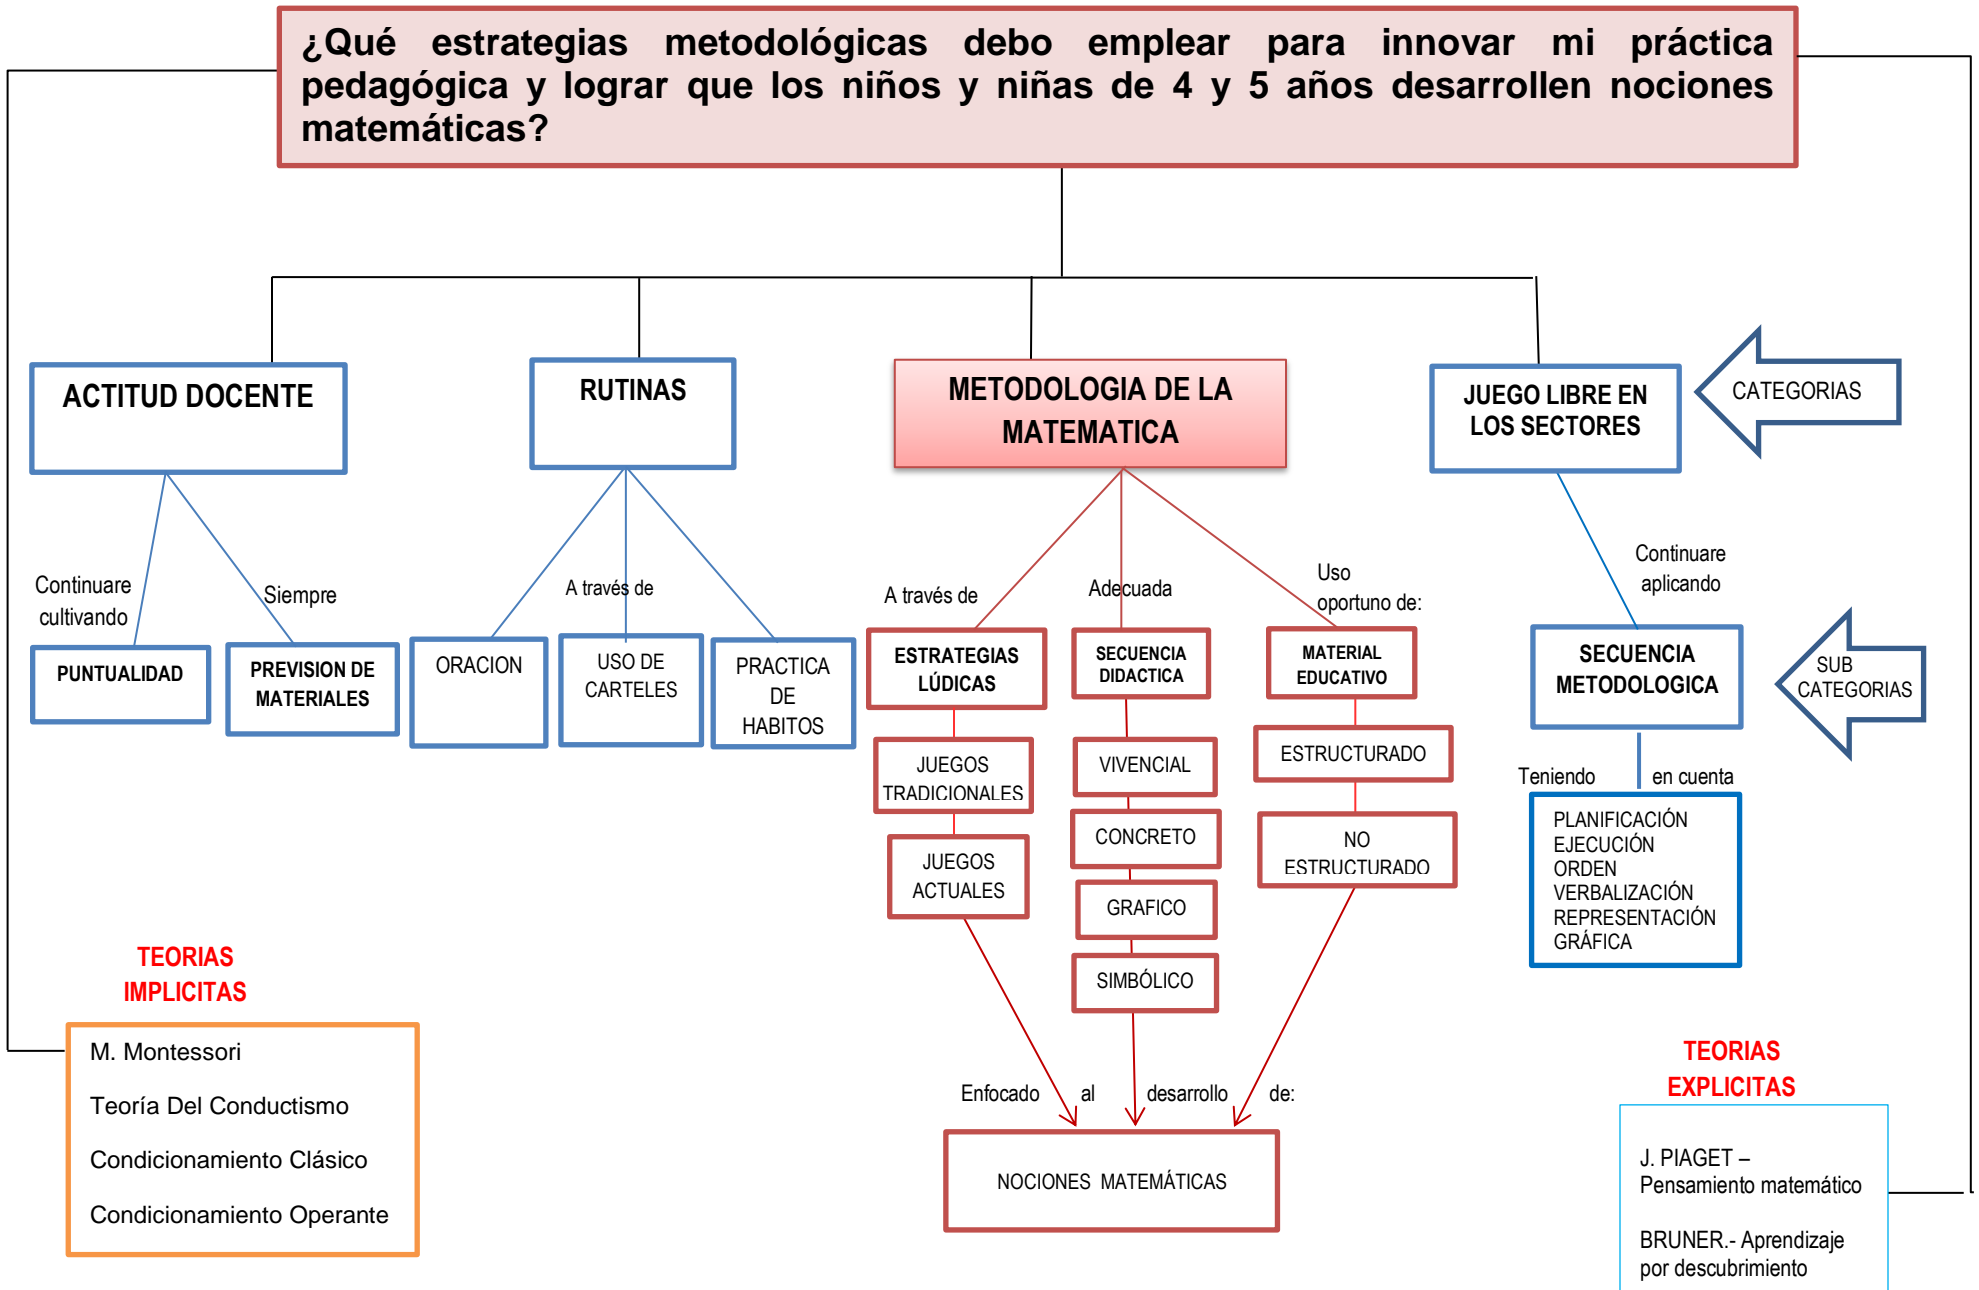 ¿Qué estrategias metodológicas debo emplear para innovar mi práctica
pedagógica y lograr que los niños y niñas de 4 y 5 años desarrollen nociones
matemáticas?
ACTITUD DOCENTE
RUTINAS
METODOLOGIA DE LA
MATEMATICA
JUEGO LIBRE EN
LOS SECTORES
CATEGORIAS
Continuare
cultivando
Siempre
A través de
A través de
Adecuada
Uso
oportuno de:
Continuare
aplicando
PUNTUALIDAD
PREVISION DE
MATERIALES
ORACION
USO DE
CARTELES
PRACTICA
DE
HABITOS
ESTRATEGIAS
LÚDICAS
SECUENCIA
DIDACTICA
MATERIAL
EDUCATIVO
SECUENCIA
METODOLOGICA
SUB
CATEGORIAS
JUEGOS
TRADICIONALES
JUEGOS
ACTUALES
VIVENCIAL
CONCRETO
GRAFICO
SIMBÓLICO
ESTRUCTURADO
NO
ESTRUCTURADO
Teniendo en cuenta
PLANIFICACIÓN
EJECUCIÓN
ORDEN
VERBALIZACIÓN
REPRESENTACIÓN
GRÁFICA
TEORIAS
IMPLICITAS
M. Montessori
Teoría Del Conductismo
Condicionamiento Clásico
Condicionamiento Operante
Enfocado al desarrollo de:
NOCIONES MATEMÁTICAS
TEORIAS
EXPLICITAS
J. PIAGET –
Pensamiento matemático
BRUNER.- Aprendizaje
por descubrimiento